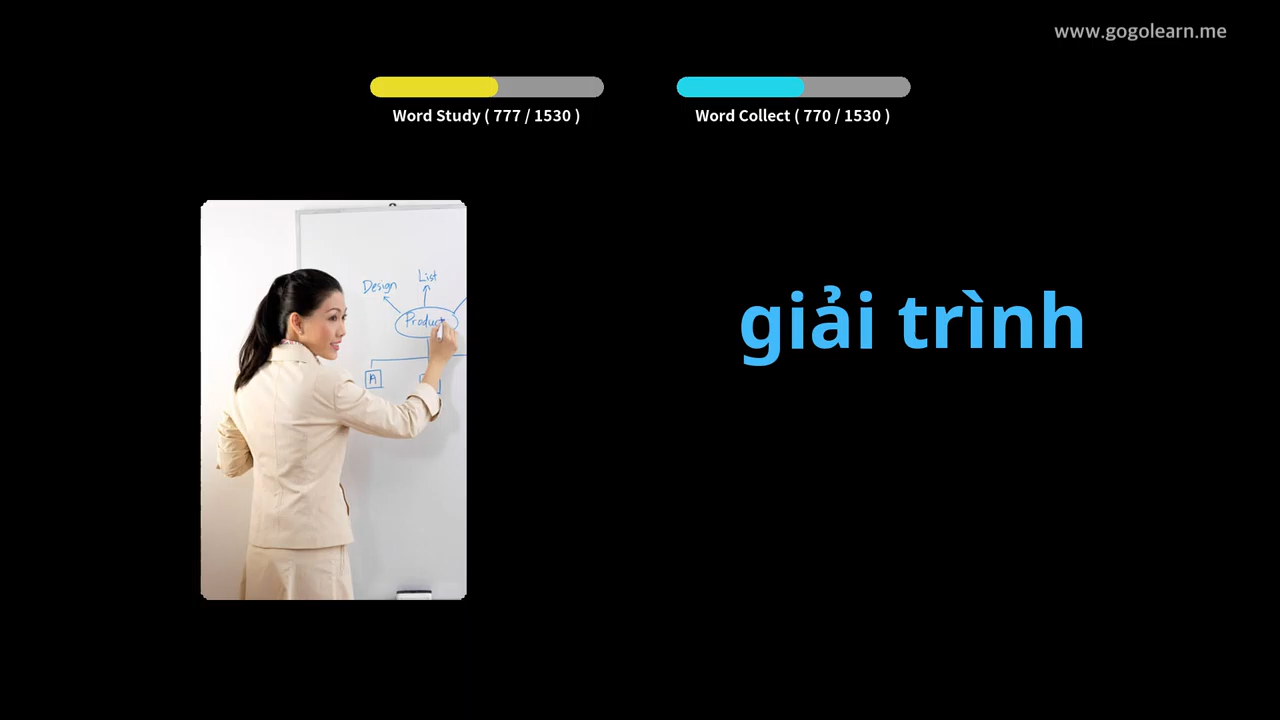 www.gogolearn.me
Word Study ( 777 / 1530 )
Word Collect ( 770 / 1530 )
giải trình
List
Design
Product
A